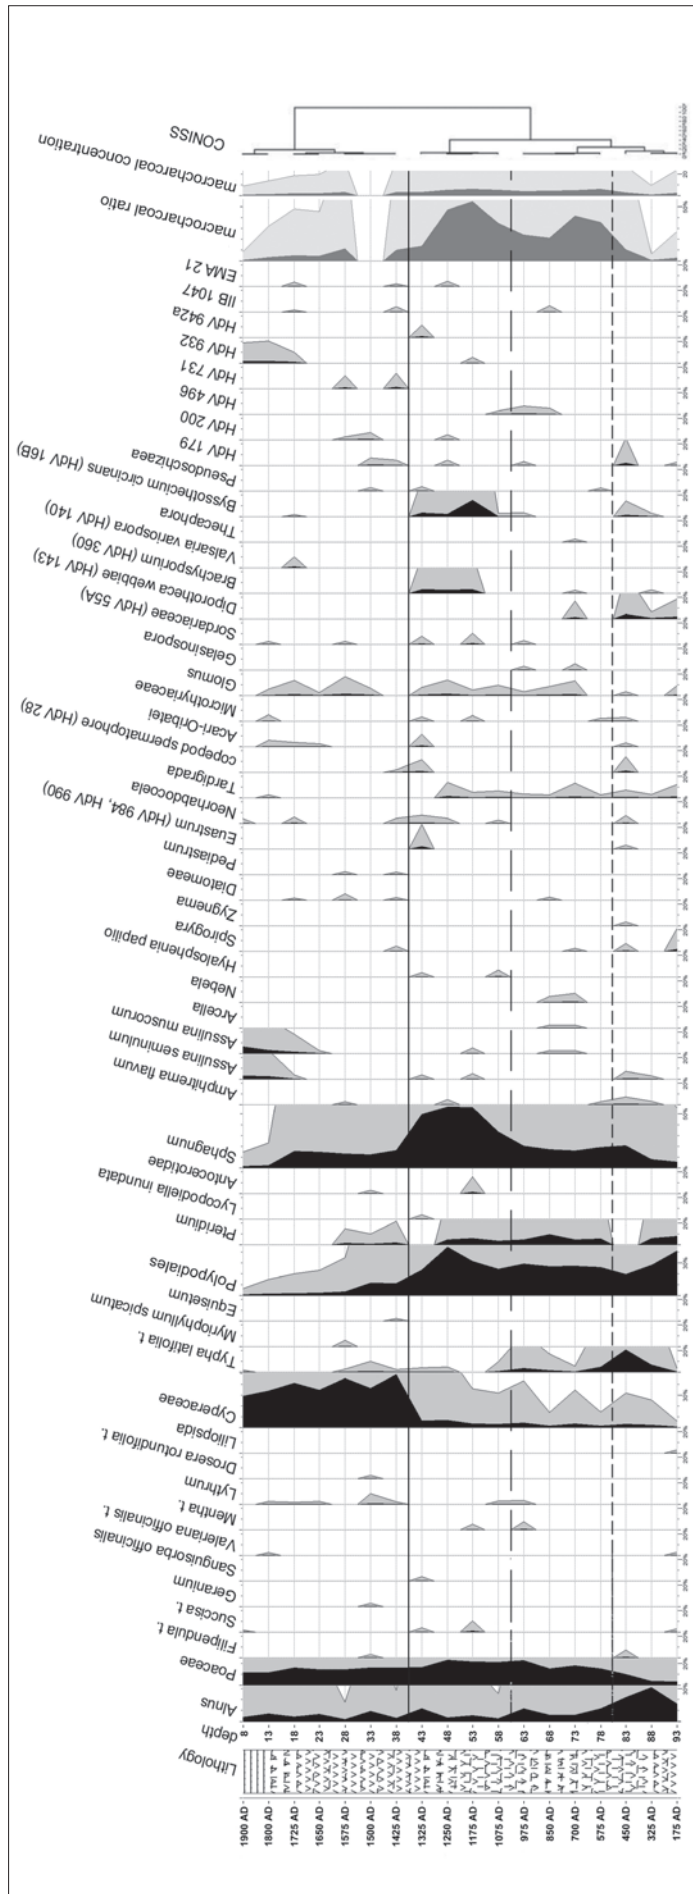 CONISS
macrocharcoal concentration
macrocharcoal ratio
EMA 21
IIB 1047
HdV 942a
HdV 932
HdV 731
HdV 496
HdV 200
HdV 179
Pseudoschizaea
Byssothecium circinans (HdV 16B)
Thecaphora
Valsaria variospora (HdV 140)
Brachysporium (HdV 360)
Diporotheca webbiae (HdV 143)
Sordariaceae (HdV 55A)
Gelasinospora
Glomus
Microthyriaceae
Acari-Oribatei
copepod spermatophore (HdV 28)
Tardigrada
Neorhabdocoela
Euastrum (HdV 984, HdV 990)
Pediastrum
Diatomeae
Zygnema
Spirogyra
Hyalosphenia papilio
Nebela
Arcella
Assulina muscorum
Assulina seminulum
Amphitrema flavum
Sphagnum
Antocerotidae
Lycopodiella inundata
Pteridium
Polypodiales
Equisetum
Myriophyllum spicatum
Typha latifolia t.
Cyperaceae
Liliopsida
Drosera rotundifolia t.
Lythrum
Mentha t.
Valeriana officinalis t.
Sanguisorba officinalis
Geranium
Succisa t.
Filipendula t.
Poaceae
Alnus
depth
8 13 18 23 28 33 38 43 48 53 58 63 68 73 78 83 88 93
Lithology
1900 AD
1800 AD
1725 AD
1650 AD
1575 AD
1500 AD
1425 AD
1325 AD
1250 AD
1175 AD
1075 AD
975 AD
850 AD
700 AD
575 AD
450 AD
325 AD
175 AD